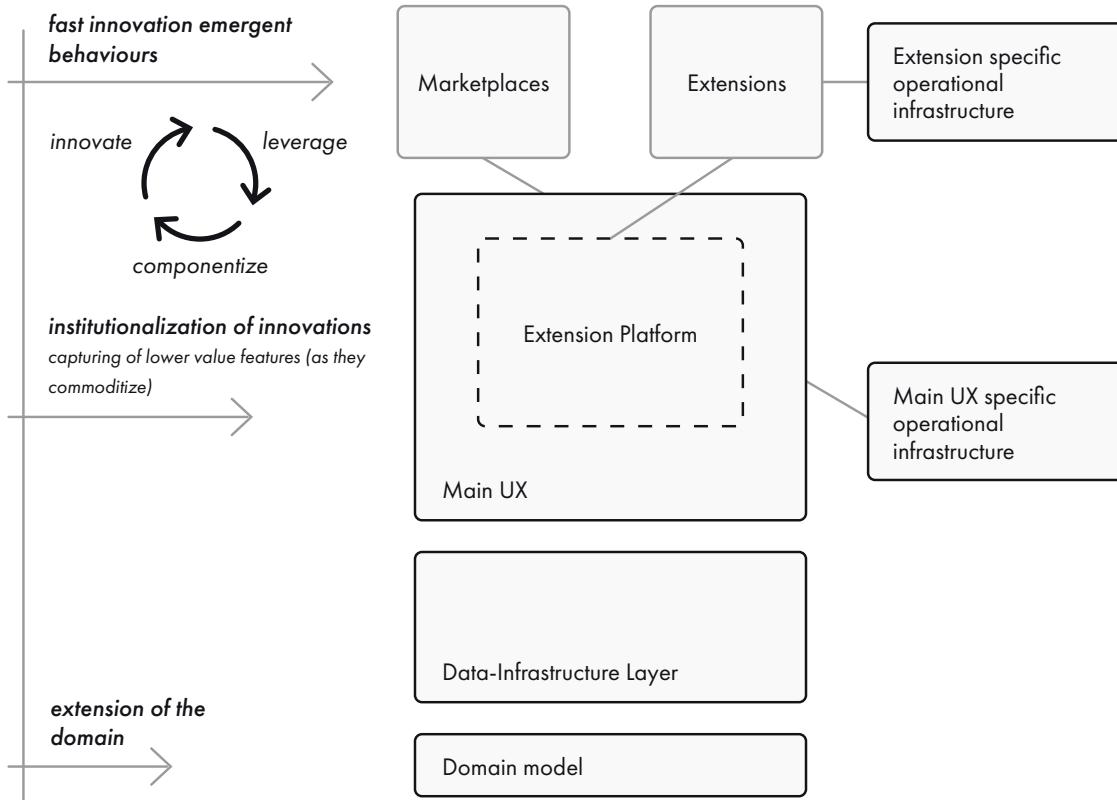 fast innovation emergent
behaviours
innovate
leverage
componentize
institutionalization of innovations
capturing of lower value features (as they
commoditize)
extension of the
domain
Marketplaces
Extensions
Extension specific
operational
infrastructure
Extension Platform
Main UX
Main UX specific
operational
infrastructure
Data-Infrastructure Layer
Domain model